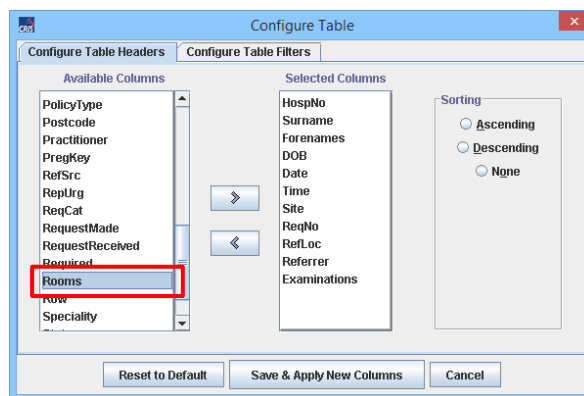 CRIS
Configure Table
×
Configure Table Headers
Configure Table Filters
Available Columns
PolicyType
Postcode
Practitioner
PregKey
RefSrc
RepUrg
ReqCat
RequestMade
RequestReceived
Required
Rooms
Row
Speciality
>
<
Selected Columns
HospNo
Surname
Forenames
DOB
Date
Time
Site
ReqNo
RefLoc
Referrer
Examinations
Sorting
Ascending
Descending
None
Reset to Default
Save & Apply New Columns
Cancel